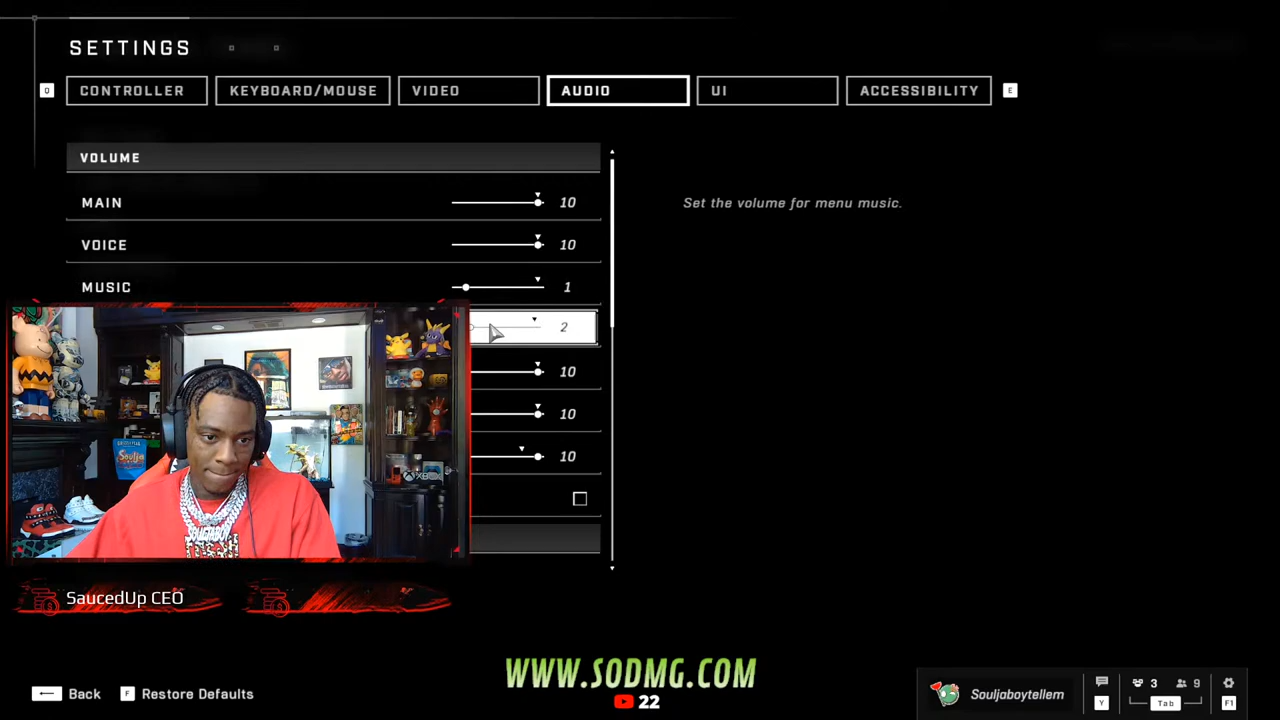 SETTINGS
Q CONTROLLER KEYBOARD/MOUSE VIDEO AUDIO UI ACCESSIBILITY E
VOLUME
MAIN 10
Set the volume for menu music.
VOICE 10
MUSIC 1
2
10
10
10
XBOX
SaucedUp CEO
WWW.SODMG.COM
22
Back F Restore Defaults
Souljaboytellem
Y
3 9
Tab
F1